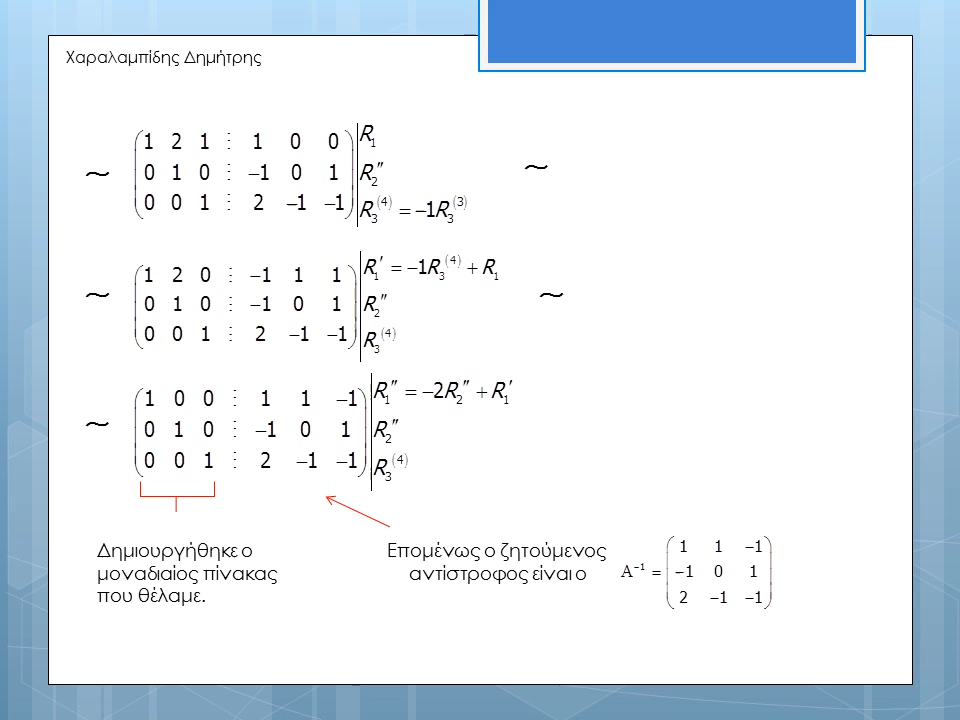 Χαραλαμπίδης Δημήτρης
~ ( 1 2 1 ⋮ 1 0 0 ) R₁ ~
( 0 1 0 ⋮ −1 0 1 ) R₂″
( 0 0 1 ⋮ 2 −1 −1 ) R₃⁽⁴⁾ = −1R₃⁽³⁾
~ ( 1 2 0 ⋮ −1 1 1 ) R₁′ = −1R₃⁽⁴⁾ + R₁ ~
( 0 1 0 ⋮ −1 0 1 ) R₂″
( 0 0 1 ⋮ 2 −1 −1 ) R₃⁽⁴⁾
~ ( 1 0 0 ⋮ 1 1 −1 ) R₁″ = −2R₂″ + R₁′
( 0 1 0 ⋮ −1 0 1 ) R₂″
( 0 0 1 ⋮ 2 −1 −1 ) R₃⁽⁴⁾
Δημιουργήθηκε ο
μοναδιαίος πίνακας
που θέλαμε.
Επομένως ο ζητούμενος
αντίστροφος είναι ο
( 1 1 −1 )
Α⁻¹ = ( −1 0 1 )
( 2 −1 −1 )